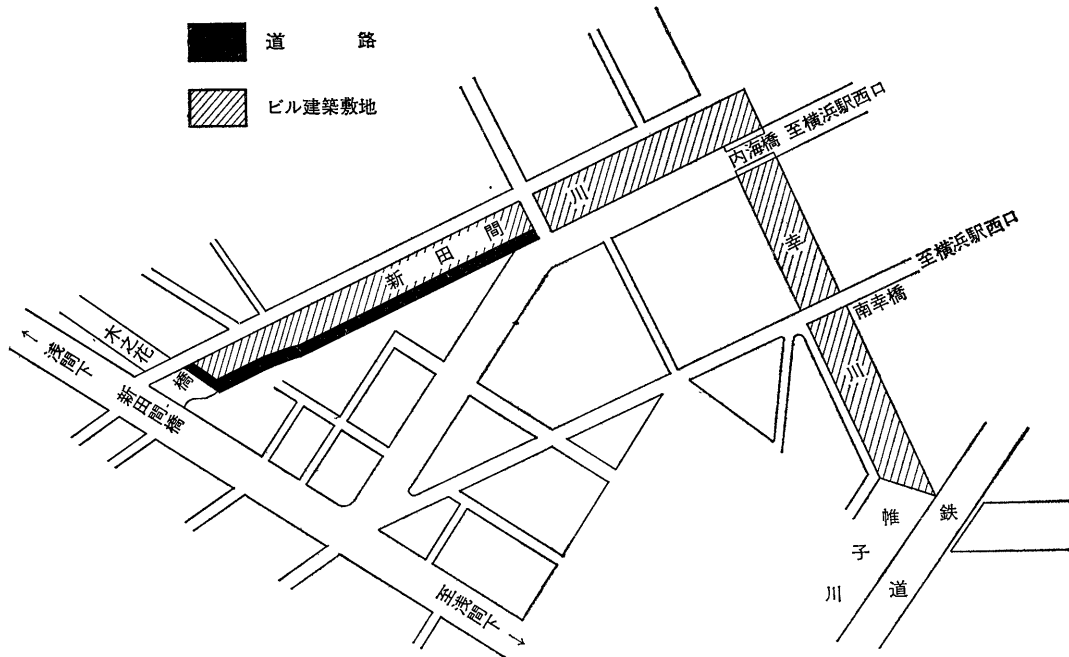 道路
ビル建築敷地
内海橋
至横浜駅西口
新田間川
幸川
至横浜駅西口
南幸橋
木之花橋
↑浅間下
新田間橋
至浅間下→
帷子川
鉄道